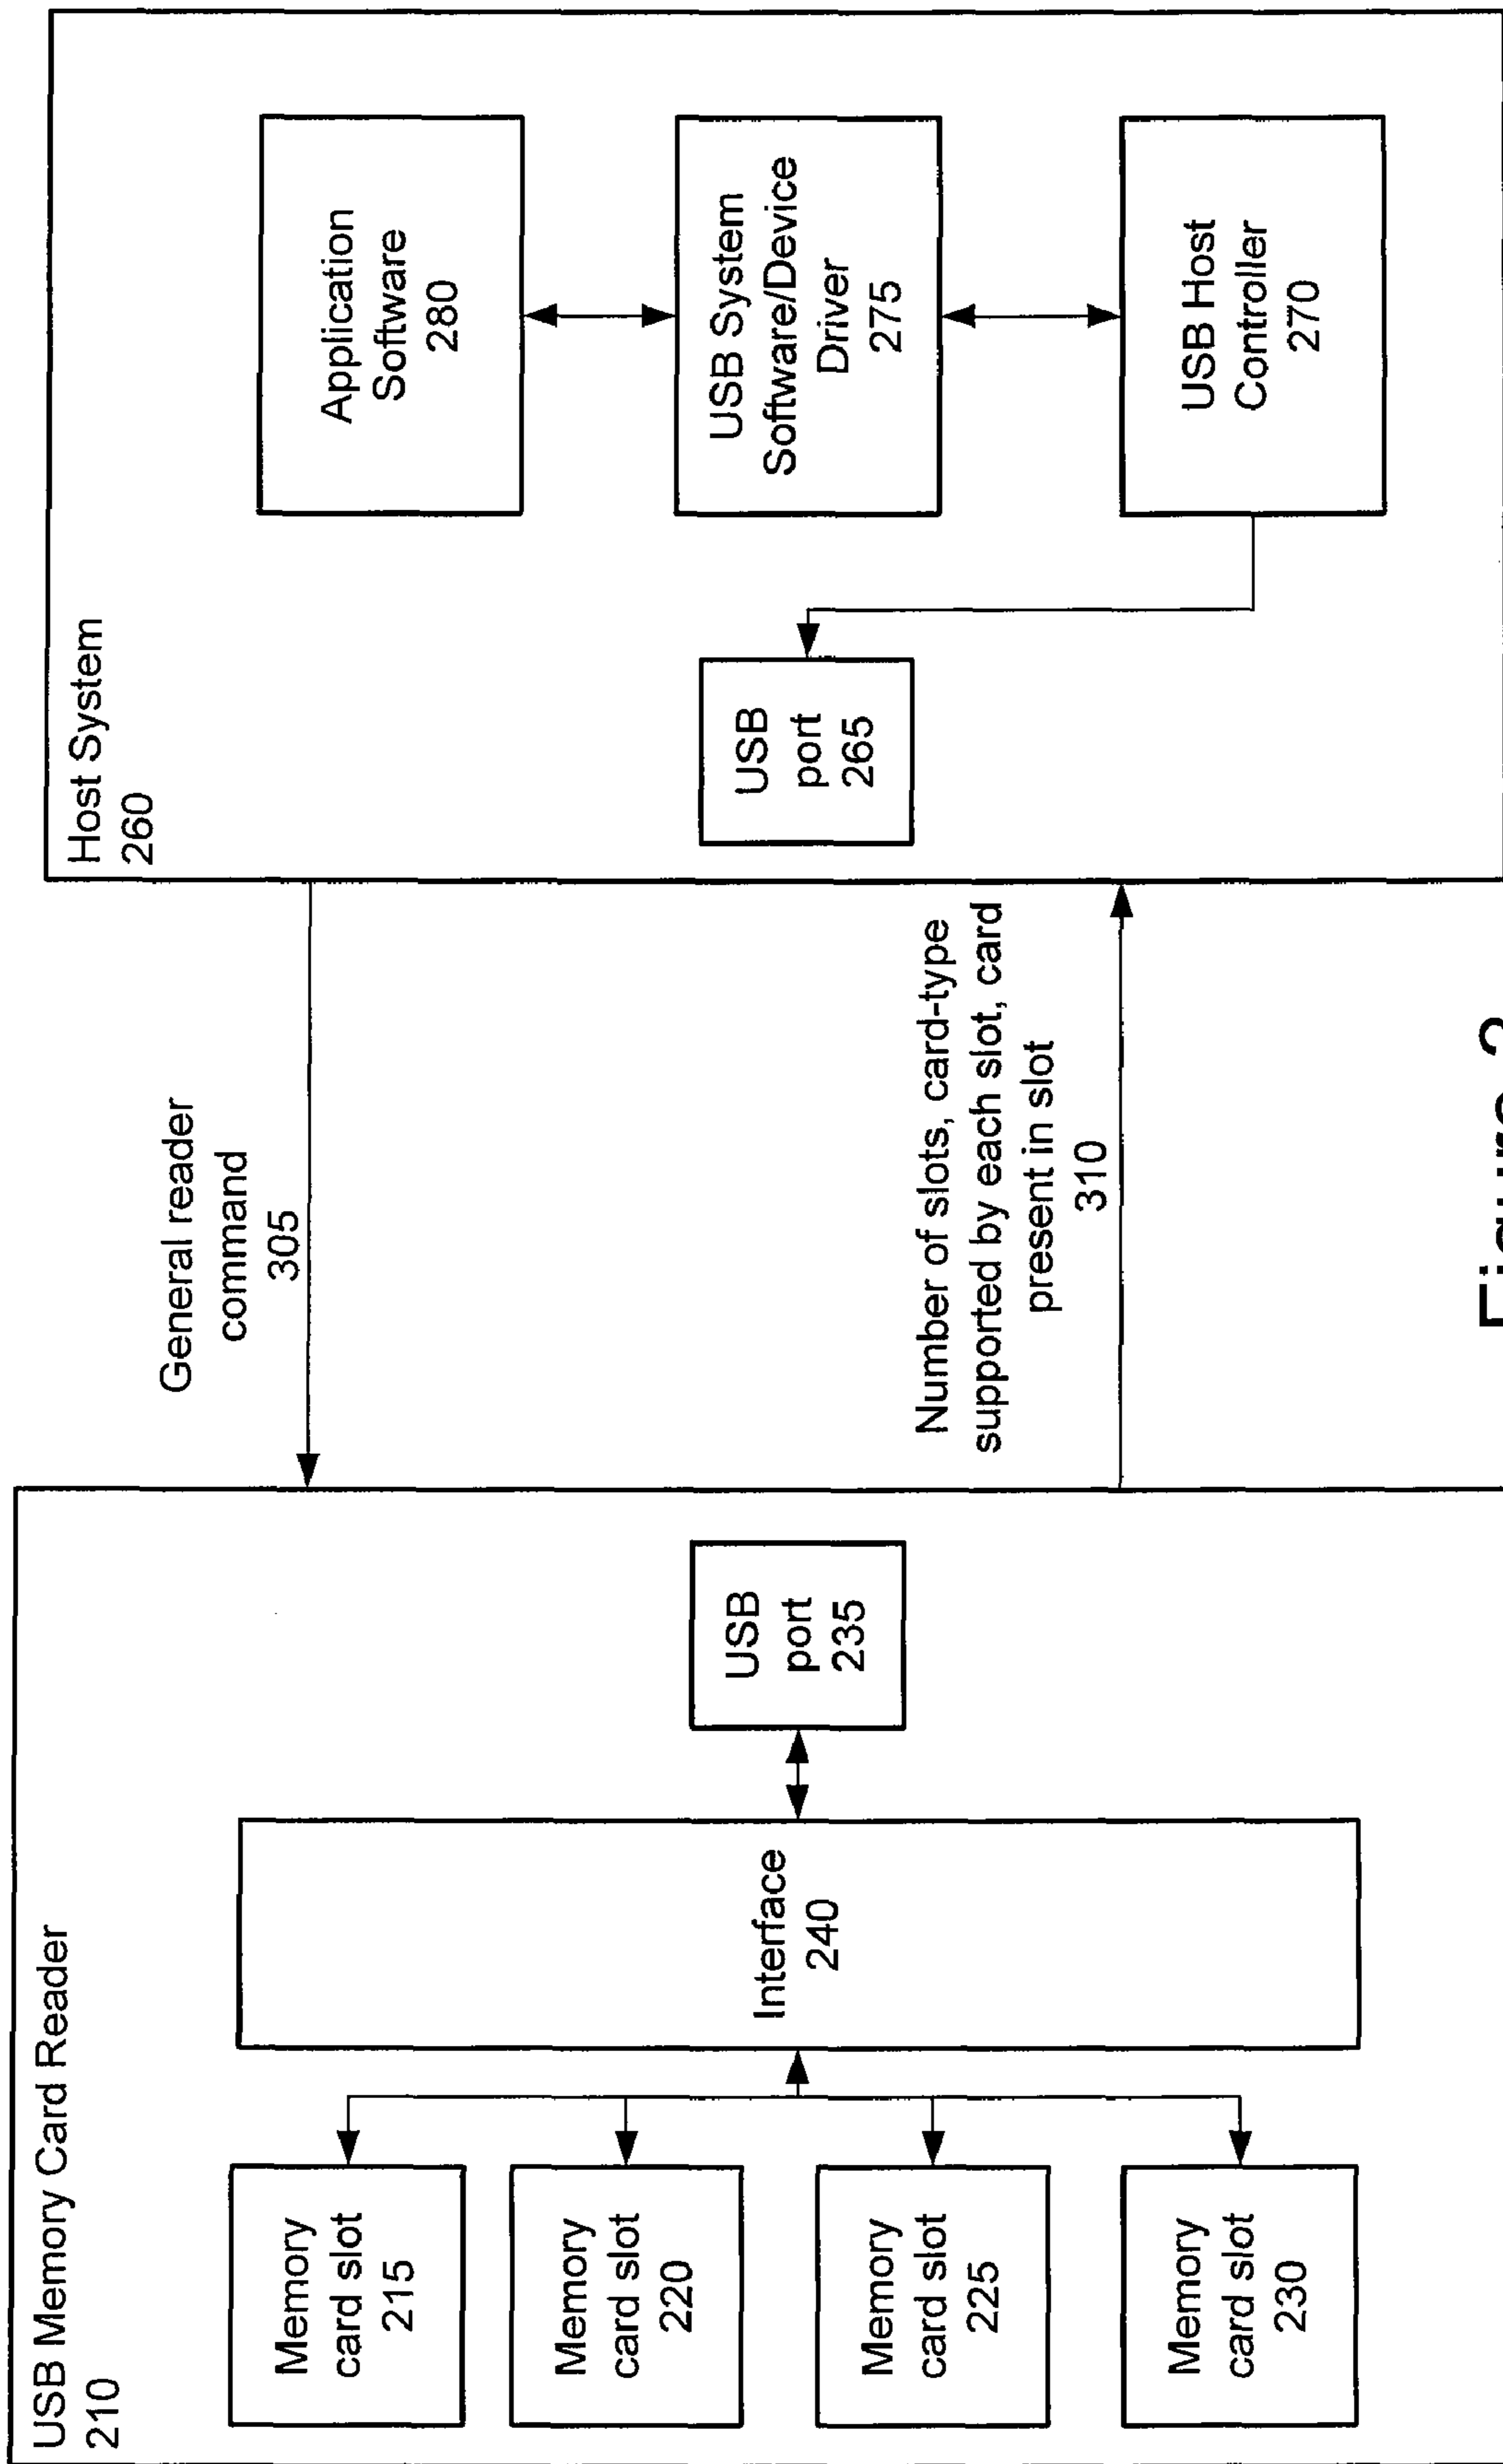 USB Memory Card Reader
210
Memory
card slot
215
Memory
card slot
220
Memory
card slot
225
Memory
card slot
230
Interface
240
USB
port
235
General reader
command
305
Number of slots, card-type
supported by each slot, card
present in slot
310
Host System
260
USB
port
265
Application
Software
280
USB System
Software/Device
Driver
275
USB Host
Controller
270
Figure